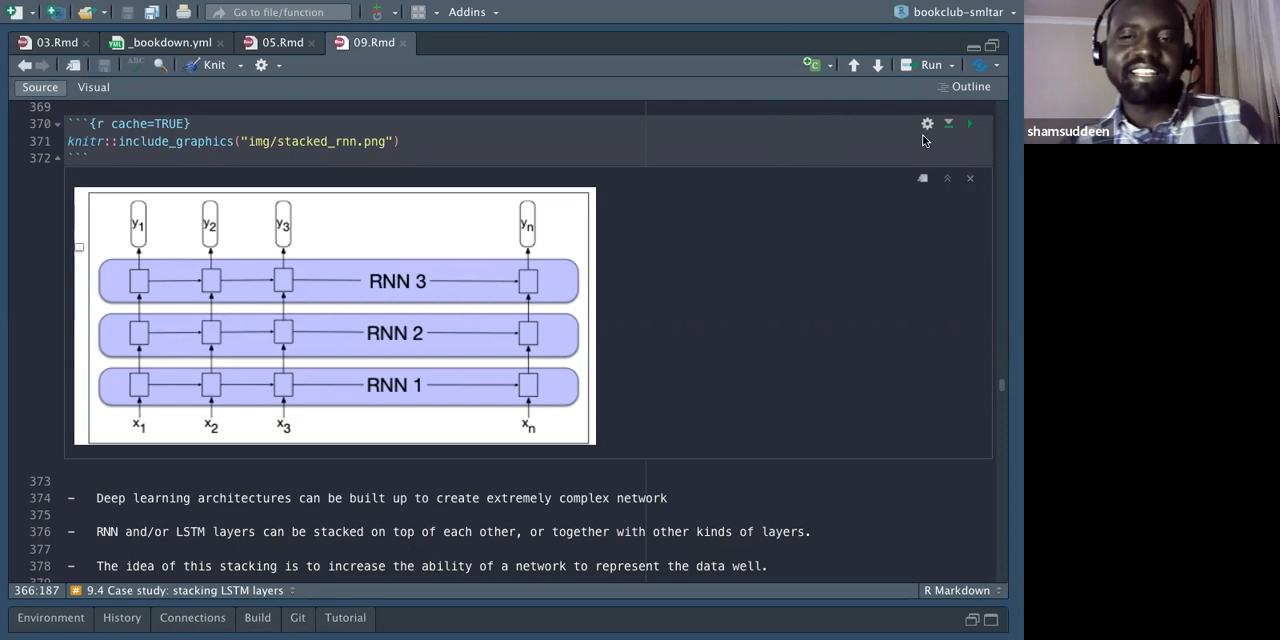 Go to file/function
Addins
bookclub-smltar
03.Rmd
_bookdown.yml
05.Rmd
09.Rmd
ABC
Knit
Run
Source
Visual
Outline
shamsuddeen
369
370 ```{r cache=TRUE}
371 knitr::include_graphics("img/stacked_rnn.png")
372 ```
y1 y2 y3 yn
RNN 3
RNN 2
RNN 1
x1 x2 x3 xn
373
374 - Deep learning architectures can be built up to create extremely complex network
375
376 - RNN and/or LSTM layers can be stacked on top of each other, or together with other kinds of layers.
377
378 - The idea of this stacking is to increase the ability of a network to represent the data well.
379
366:187
# 9.4 Case study: stacking LSTM layers
R Markdown
Environment
History
Connections
Build
Git
Tutorial